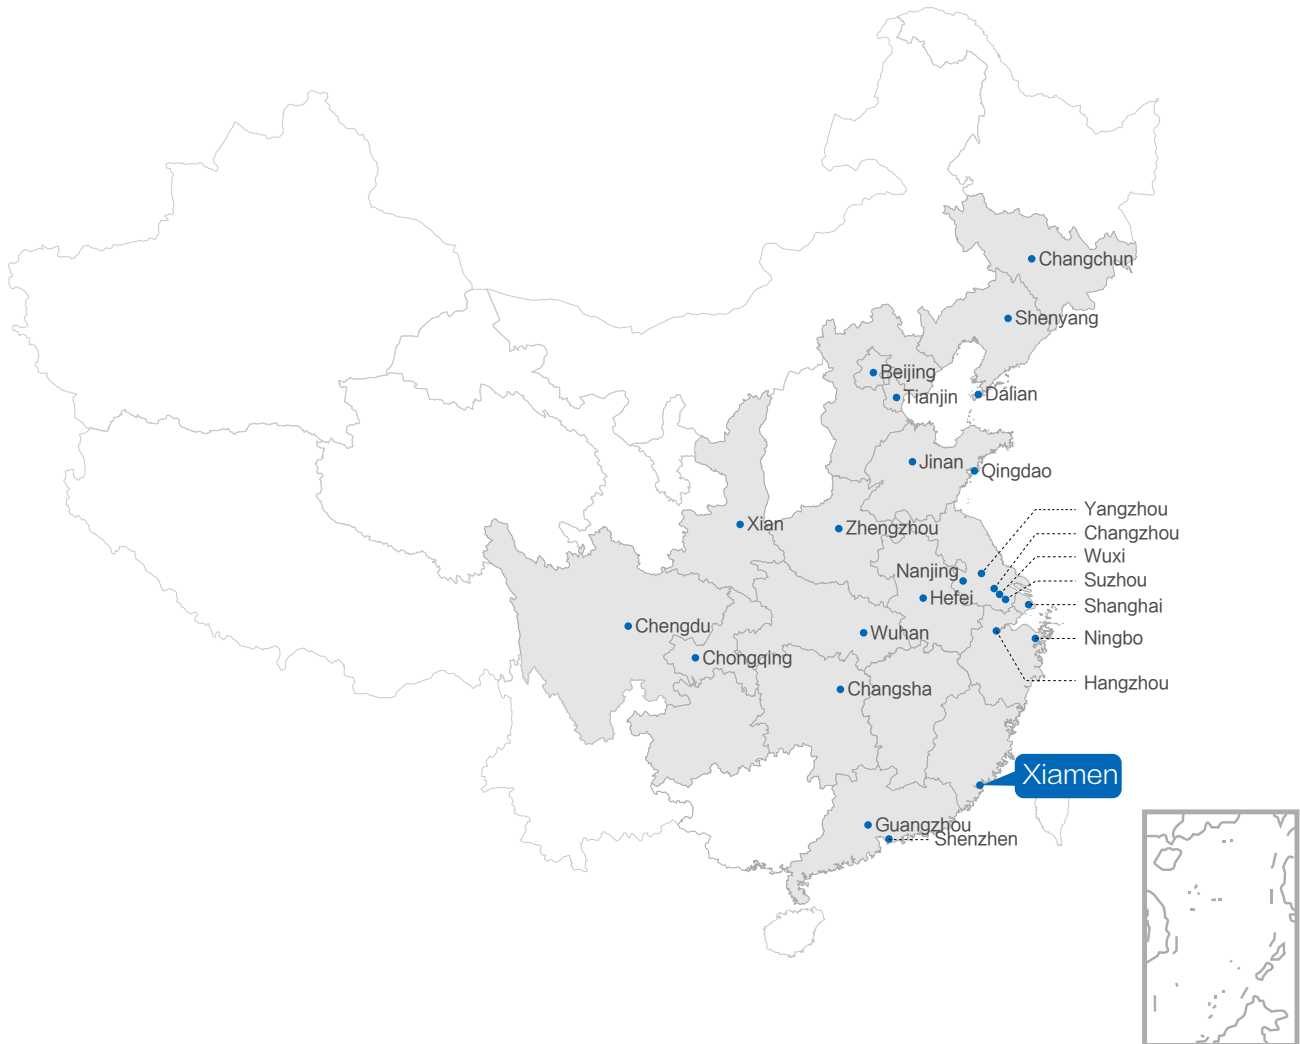 Changchun
Shenyang
Beijing
Tianjin
Dalian
Jinan
Qingdao
Yangzhou
Xian
Zhengzhou
Changzhou
Wuxi
Nanjing
Suzhou
Hefei
Shanghai
Chengdu
Wuhan
Ningbo
Chongqing
Hangzhou
Changsha
Xiamen
Guangzhou
Shenzhen